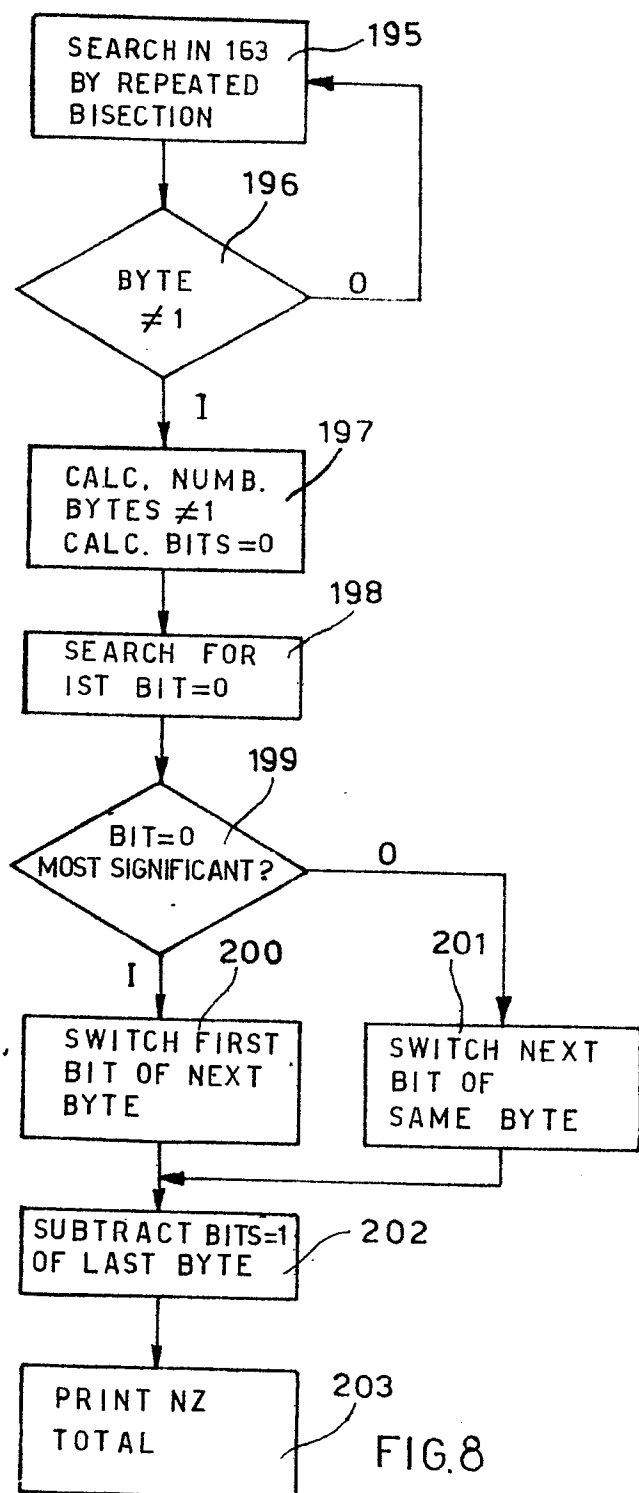 SEARCH IN 163
BY REPEATED
BISECTION
195
196
BYTE
≠ 1
0
I
197
CALC. NUMB.
BYTES ≠1
CALC. BITS=0
198
SEARCH FOR
IST BIT=0
199
BIT=0
MOST SIGNIFICANT?
0
I
200
201
SWITCH FIRST
BIT OF NEXT
BYTE
SWITCH NEXT
BIT OF
SAME BYTE
SUBTRACT BITS=1
OF LAST BYTE
202
PRINT NZ
TOTAL
203
FIG.8